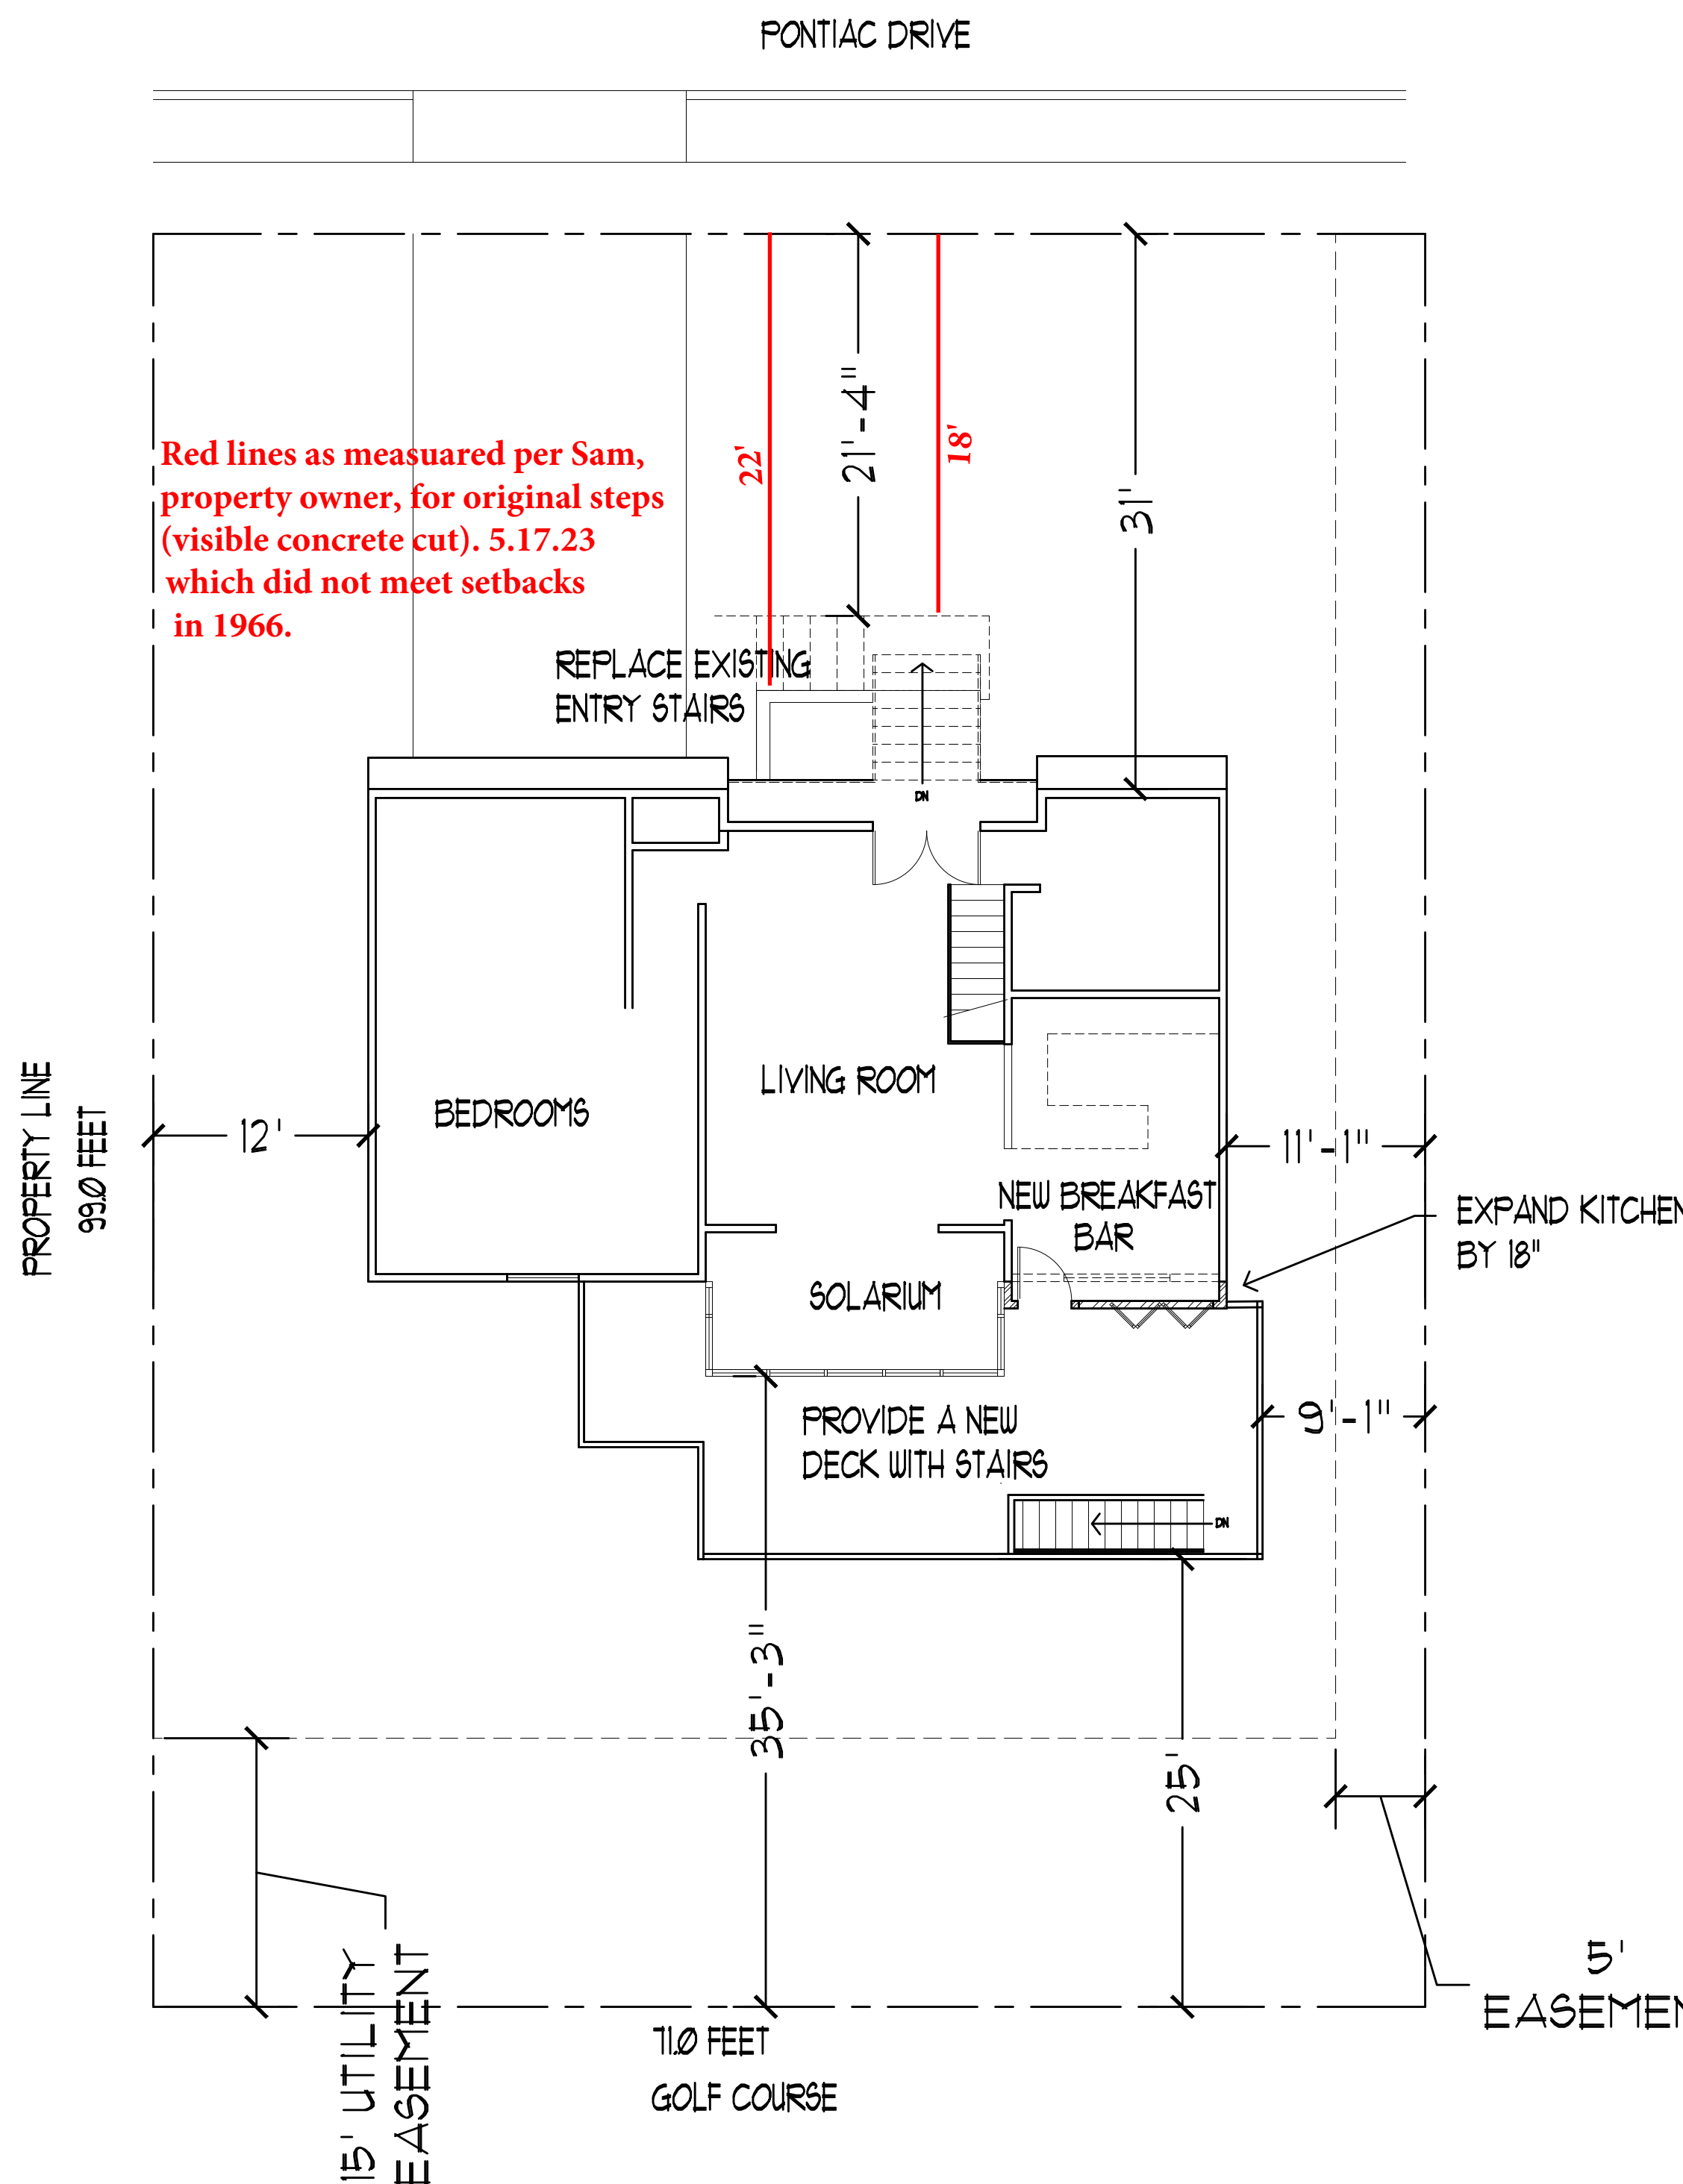 PONTIAC DRIVE
22'
21'-4"
18'
31'
Red lines as measuared per Sam,
property owner, for original steps
(visible concrete cut). 5.17.23
which did not meet setbacks
in 1966.
REPLACE EXISTING
ENTRY STAIRS
DN
PROPERTY LINE
99.0 FEET
12'
BEDROOMS
LIVING ROOM
11'-1"
NEW BREAKFAST
BAR
EXPAND KITCHEN
BY 18"
SOLARIUM
9'-1"
PROVIDE A NEW
DECK WITH STAIRS
DN
35'-3"
25'
15' UTILITY
EASEMENT
5'
EASEMEN
71.0 FEET
GOLF COURSE